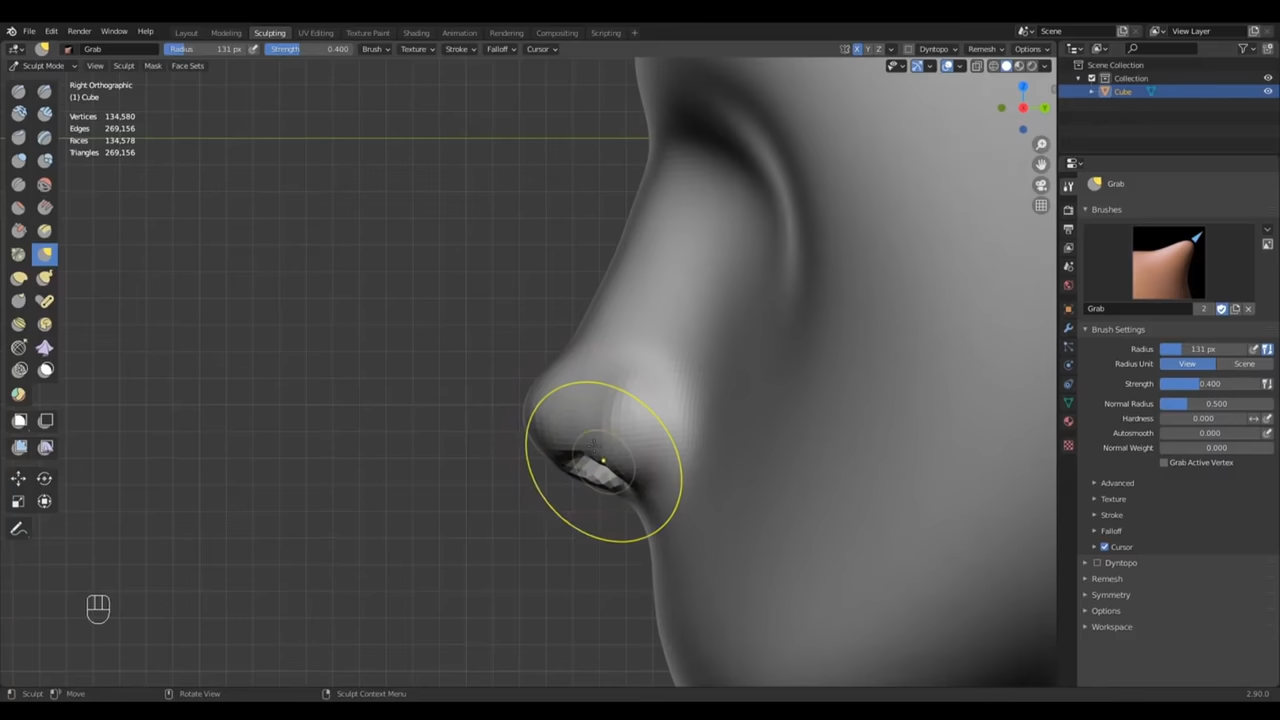 File Edit Render Window Help Layout Modeling Sculpting UV Editing Texture Paint Shading Animation Rendering Compositing Scripting + Scene View Layer
Grab Radius 131 px Strength 0.400 Brush Texture Stroke Falloff Cursor X Y Z Dyntopo Remesh Options
Sculpt Mode View Sculpt Mask Face Sets
Scene Collection
Collection
Cube
Right Orthographic
(1) Cube
Vertices 134,580
Edges 269,156
Faces 134,578
Triangles 269,156
Z
Y
Grab
Brushes
Grab 2
Brush Settings
Radius 131 px
Radius Unit View Scene
Strength 0.400
Normal Radius 0.500
Hardness 0.000
Autosmooth 0.000
Normal Weight 0.000
Grab Active Vertex
Advanced
Texture
Stroke
Falloff
Cursor
Dyntopo
Remesh
Symmetry
Options
Workspace
Sculpt Move Rotate View Sculpt Context Menu 2.90.0